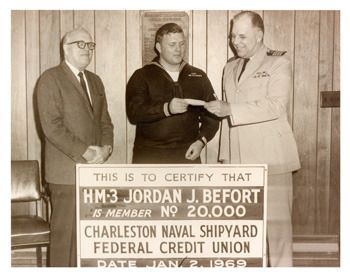 THIS IS TO CERTIFY THAT
HM-3 JORDAN J. BEFORT
IS MEMBER Nº 20.000
CHARLESTON NAVAL SHIPYARD
FEDERAL CREDIT UNION
DATE JAN. 2, 1969